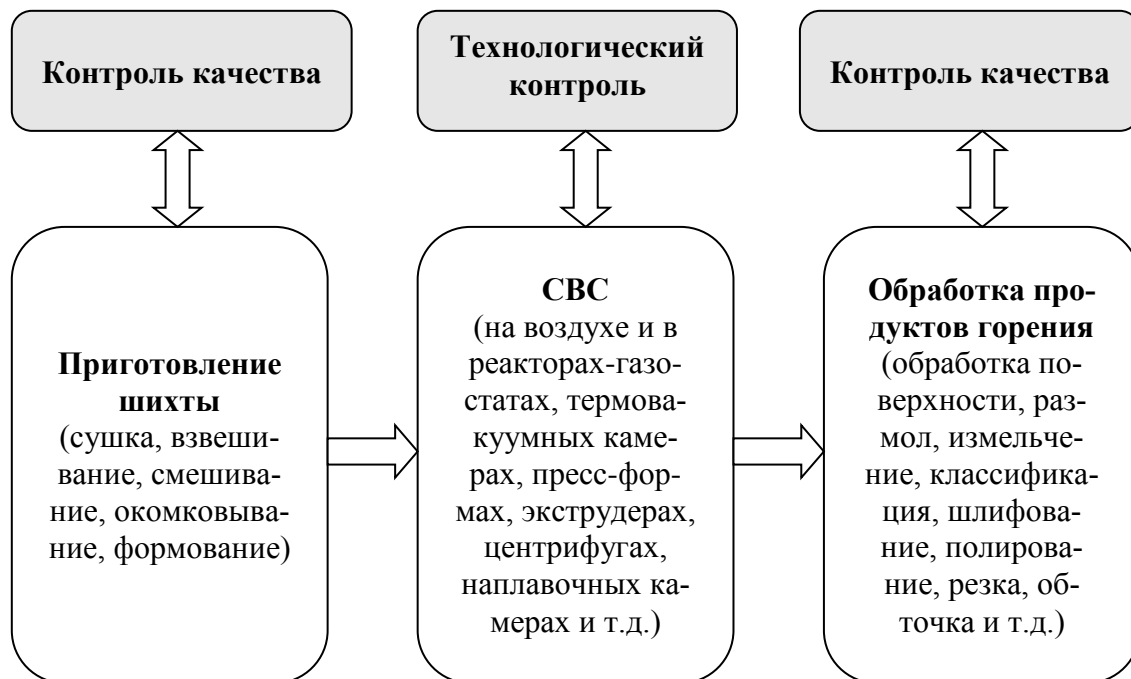 Контроль качества
Технологический
контроль
Контроль качества
Приготовление
шихты
(сушка, взвеши-
вание, смешива-
ние, окомковыва-
ние, формование)
СВС
(на воздухе и в
реакторах-газо-
статах, термова-
куумных каме-
рах, пресс-фор-
мах, экструдерах,
центрифугах,
наплавочных ка-
мерах и т.д.)
Обработка про-
дуктов горения
(обработка по-
верхности, раз-
мол, измельче-
ние, классифика-
ция, шлифова-
ние, полирова-
ние, резка, об-
точка и т.д.)